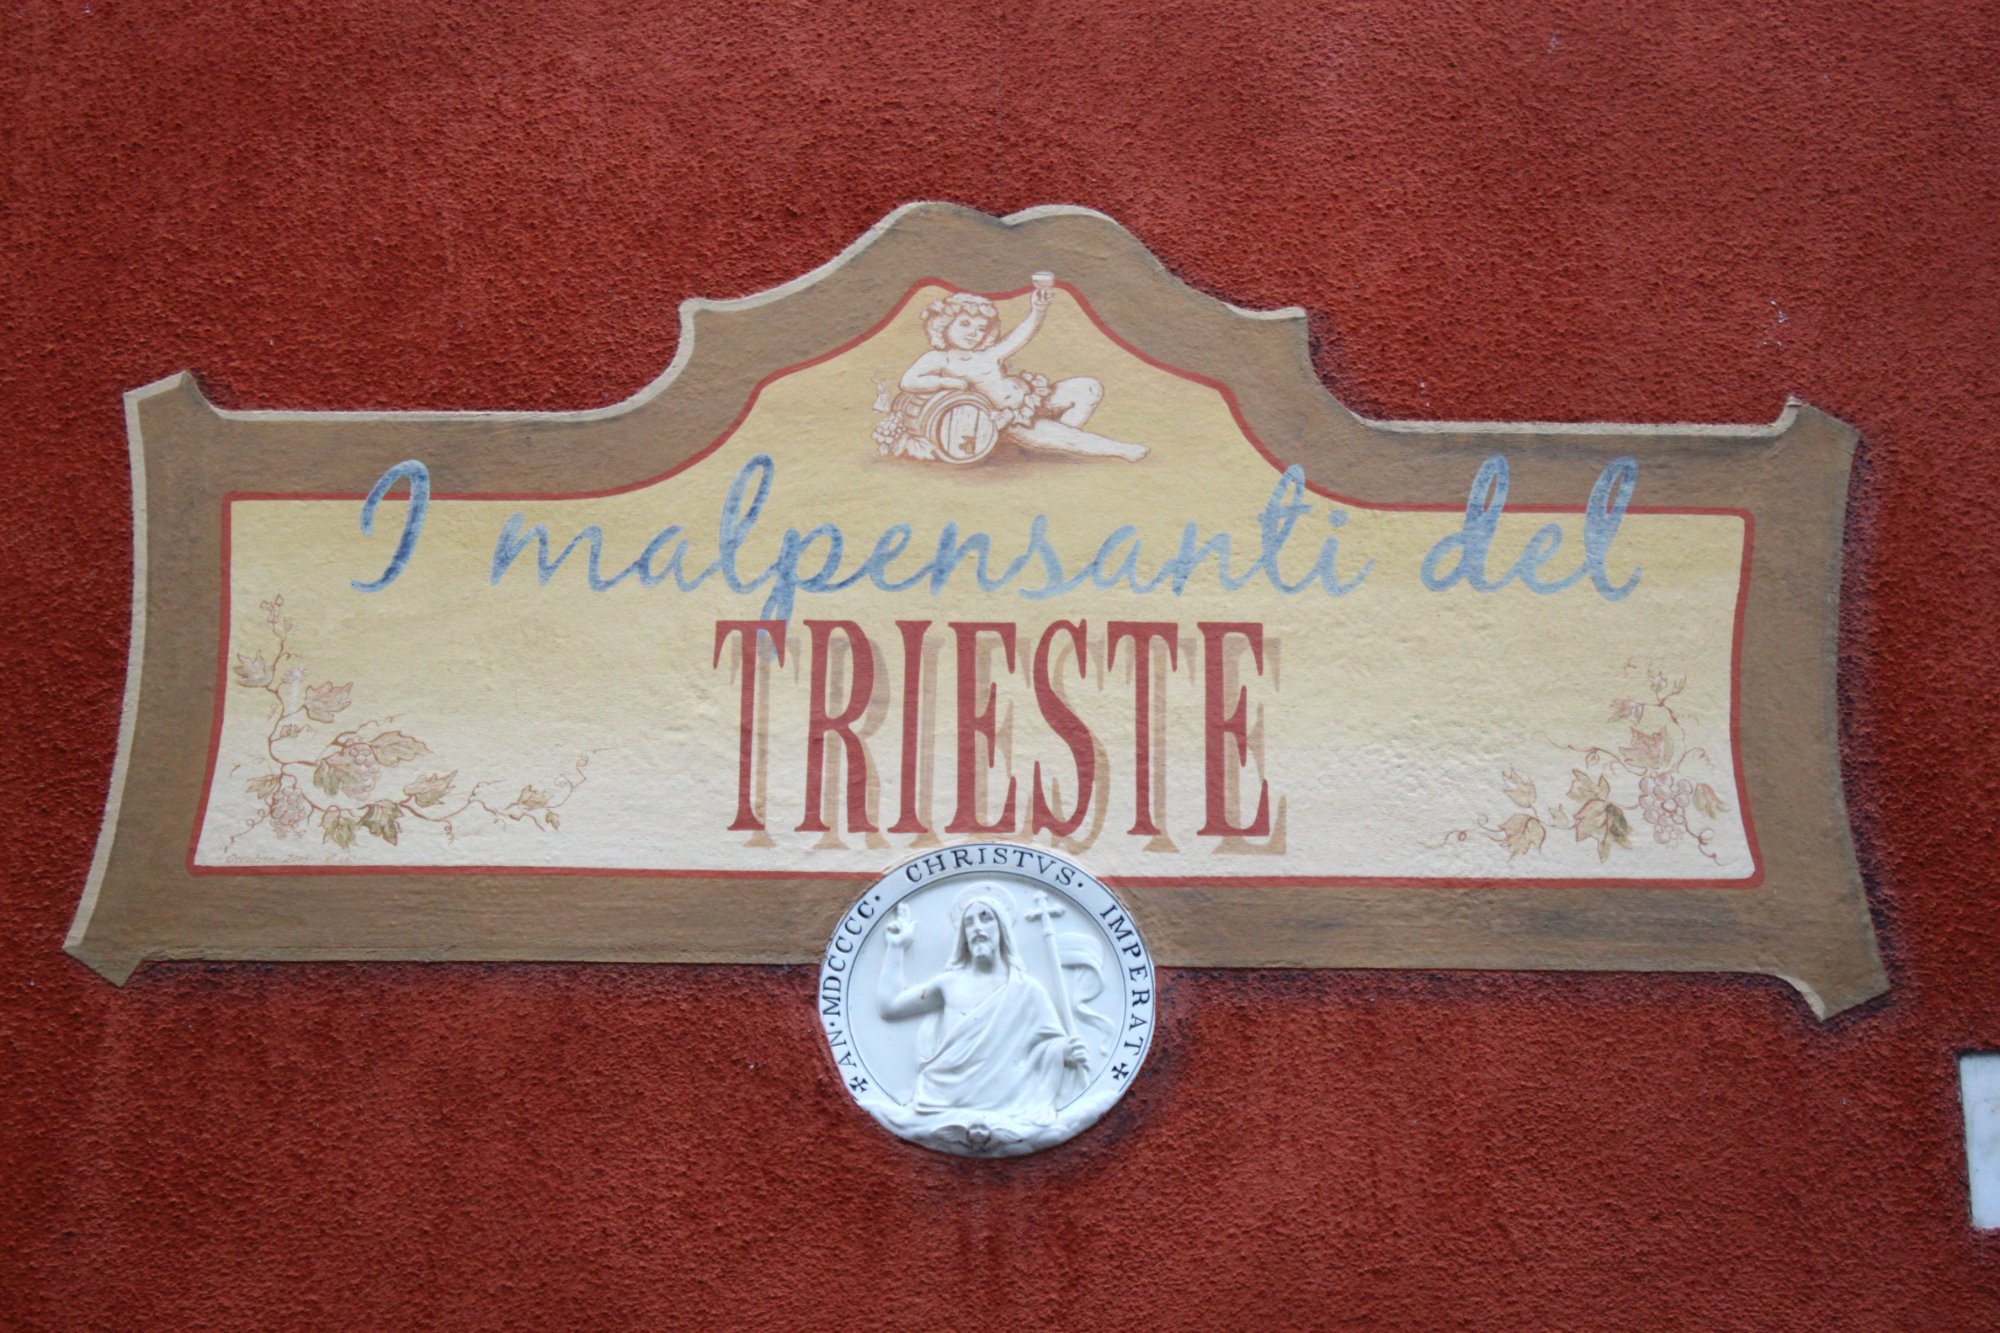 I malpensanti del
TRIESTE
✠ AN · MDCCCC · CHRISTVS · IMPERAT ✠